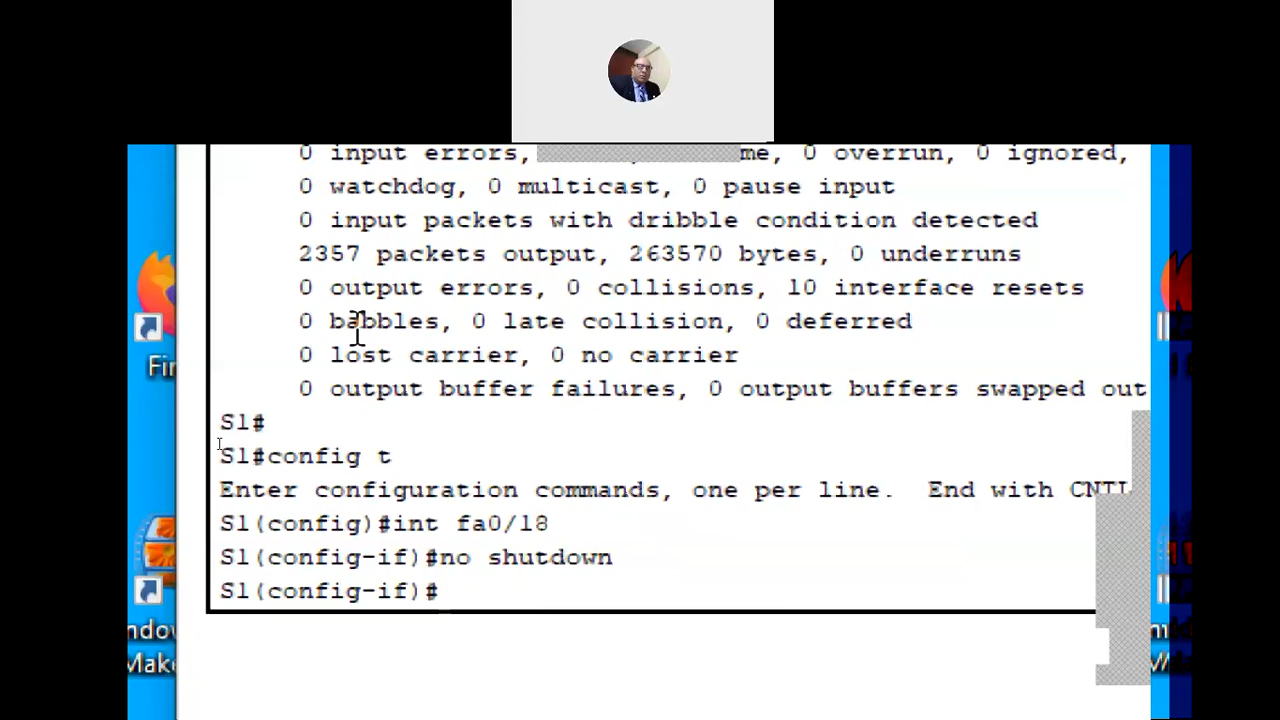 0 input errors, me, 0 overrun, 0 ignored,
0 watchdog, 0 multicast, 0 pause input
0 input packets with dribble condition detected
2357 packets output, 263570 bytes, 0 underruns
0 output errors, 0 collisions, 10 interface resets
0 babbles, 0 late collision, 0 deferred
0 lost carrier, 0 no carrier
0 output buffer failures, 0 output buffers swapped out
S1#
S1#config t
Enter configuration commands, one per line. End with CNTL
S1(config)#int fa0/18
S1(config-if)#no shutdown
S1(config-if)#
Fir
ndow
Mak